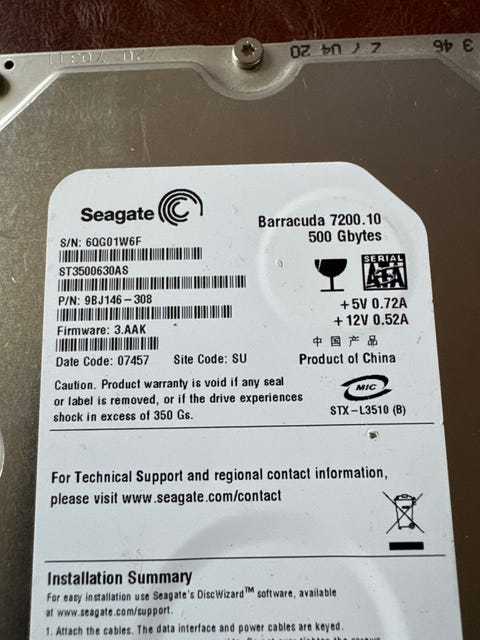 Seagate
Barracuda 7200.10
500 Gbytes
S/N: 6QG01W6F
ST3500630AS
P/N: 9BJ146-308
Firmware: 3.AAK
Date Code: 07457 Site Code: SU
SERIAL
ATA
+5V 0.72A
+12V 0.52A
中国产品
Product of China
Caution. Product warranty is void if any seal
or label is removed, or if the drive experiences
shock in excess of 350 Gs.
MIC
STX-L3510 (B)
For Technical Support and regional contact information,
please visit www.seagate.com/contact
Installation Summary
For easy installation use Seagate's DiscWizard™ software, available
at www.seagate.com/support.
1. Attach the cables. The data interface and power cables are keyed.